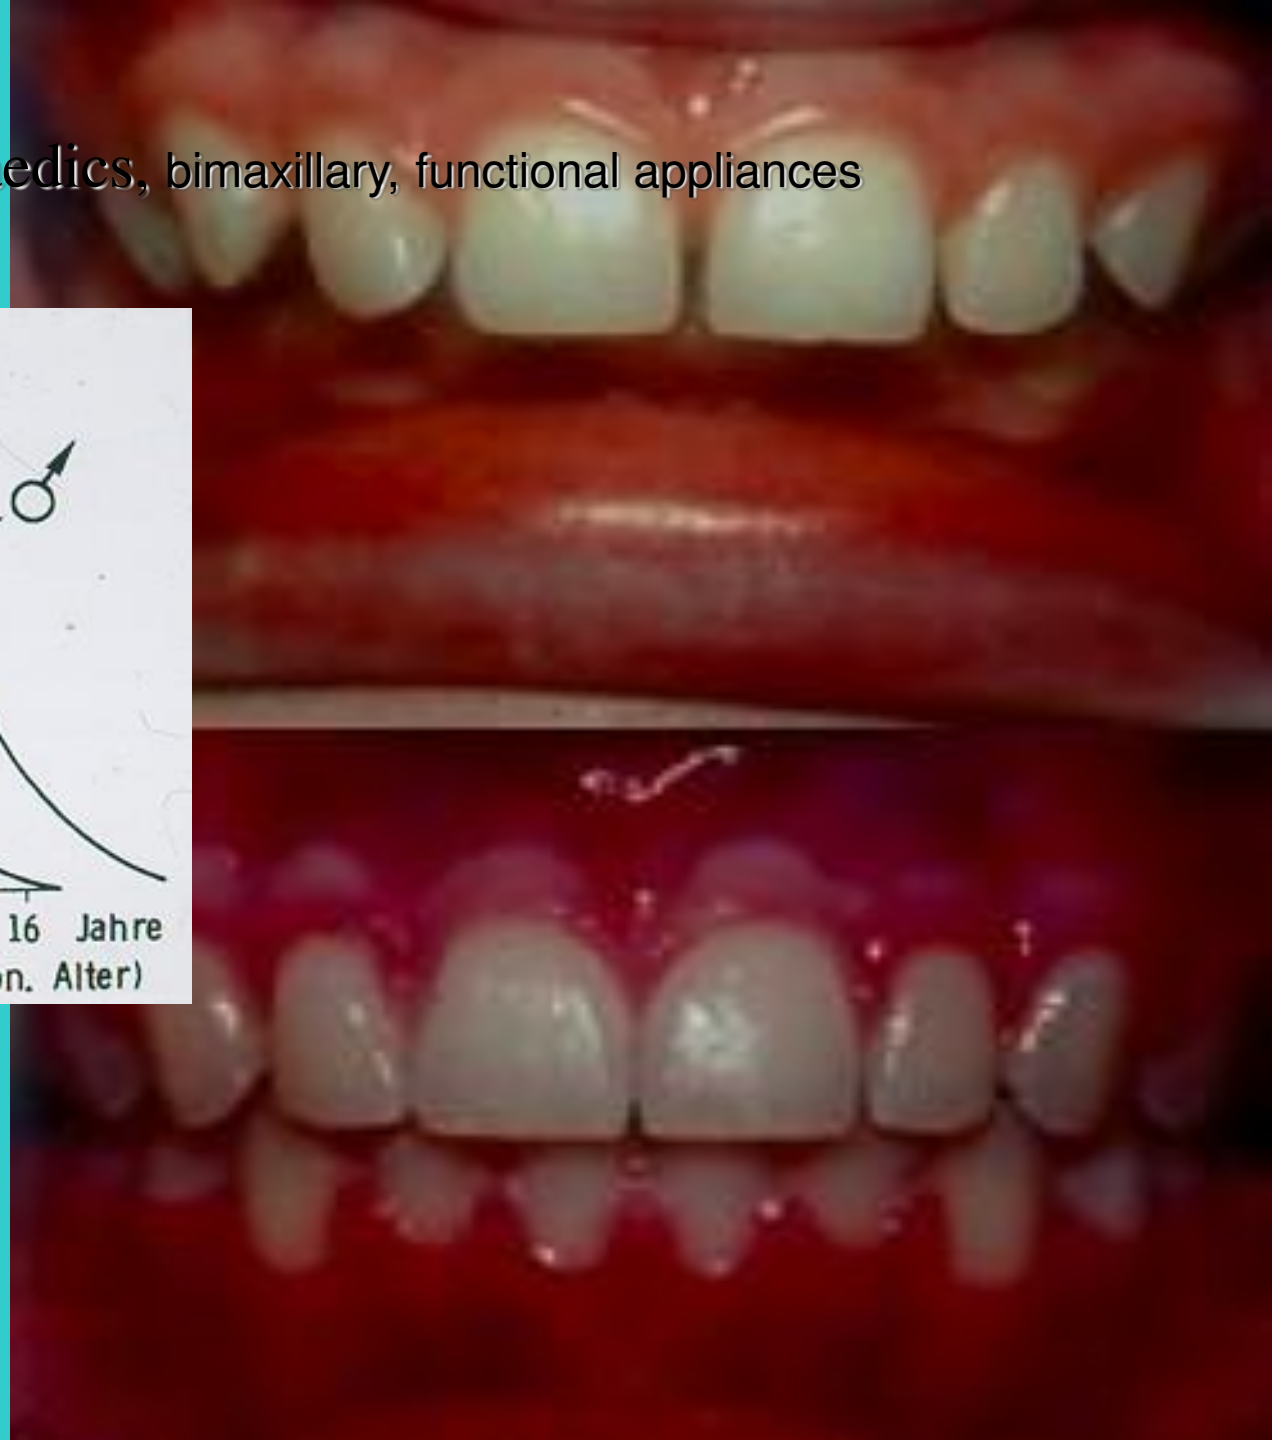 edics, bimaxillary, functional appliances
16 Jahre
n. Alter)